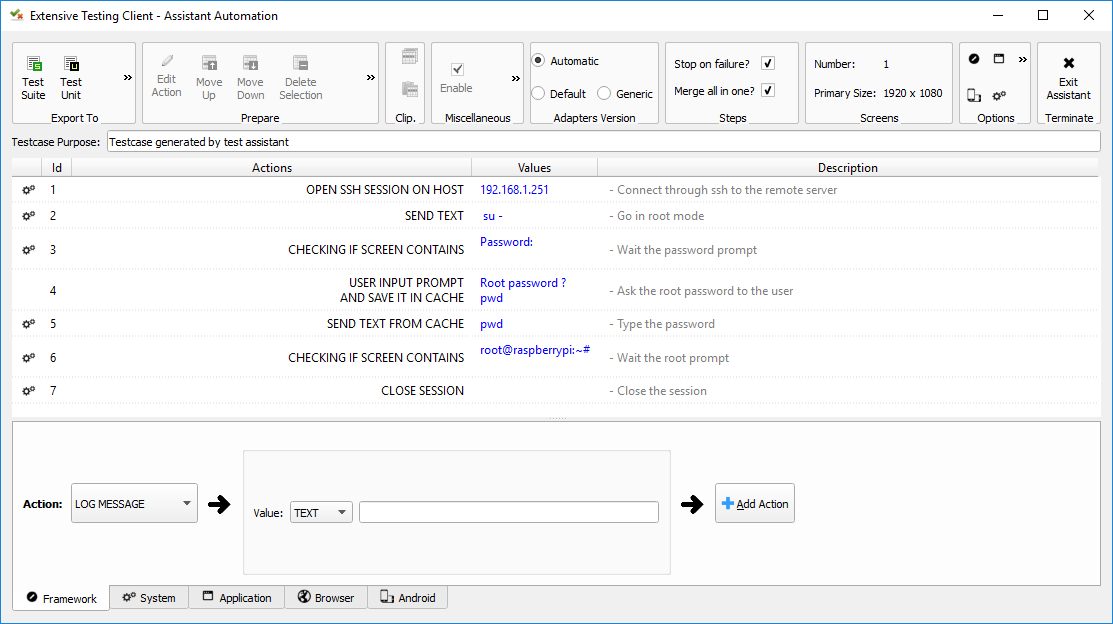 Extensive Testing Client - Assistant Automation
Test Suite
Test Unit
»
Export To
Edit Action
Move Up
Move Down
Delete Selection
»
Prepare
Clip.
Enable
»
Miscellaneous
Automatic
Default Generic
Adapters Version
Stop on failure?
Merge all in one?
Steps
Number: 1
Primary Size: 1920 x 1080
Screens
»
Options
Exit Assistant
Terminate
Testcase Purpose: Testcase generated by test assistant
Id Actions Values Description
1 OPEN SSH SESSION ON HOST 192.168.1.251 - Connect through ssh to the remote server
2 SEND TEXT su - - Go in root mode
3 CHECKING IF SCREEN CONTAINS Password: - Wait the password prompt
4 USER INPUT PROMPT Root password ? - Ask the root password to the user
AND SAVE IT IN CACHE pwd
5 SEND TEXT FROM CACHE pwd - Type the password
6 CHECKING IF SCREEN CONTAINS root@raspberrypi:~# - Wait the root prompt
7 CLOSE SESSION - Close the session
Action: LOG MESSAGE
Value: TEXT
Add Action
Framework System Application Browser Android